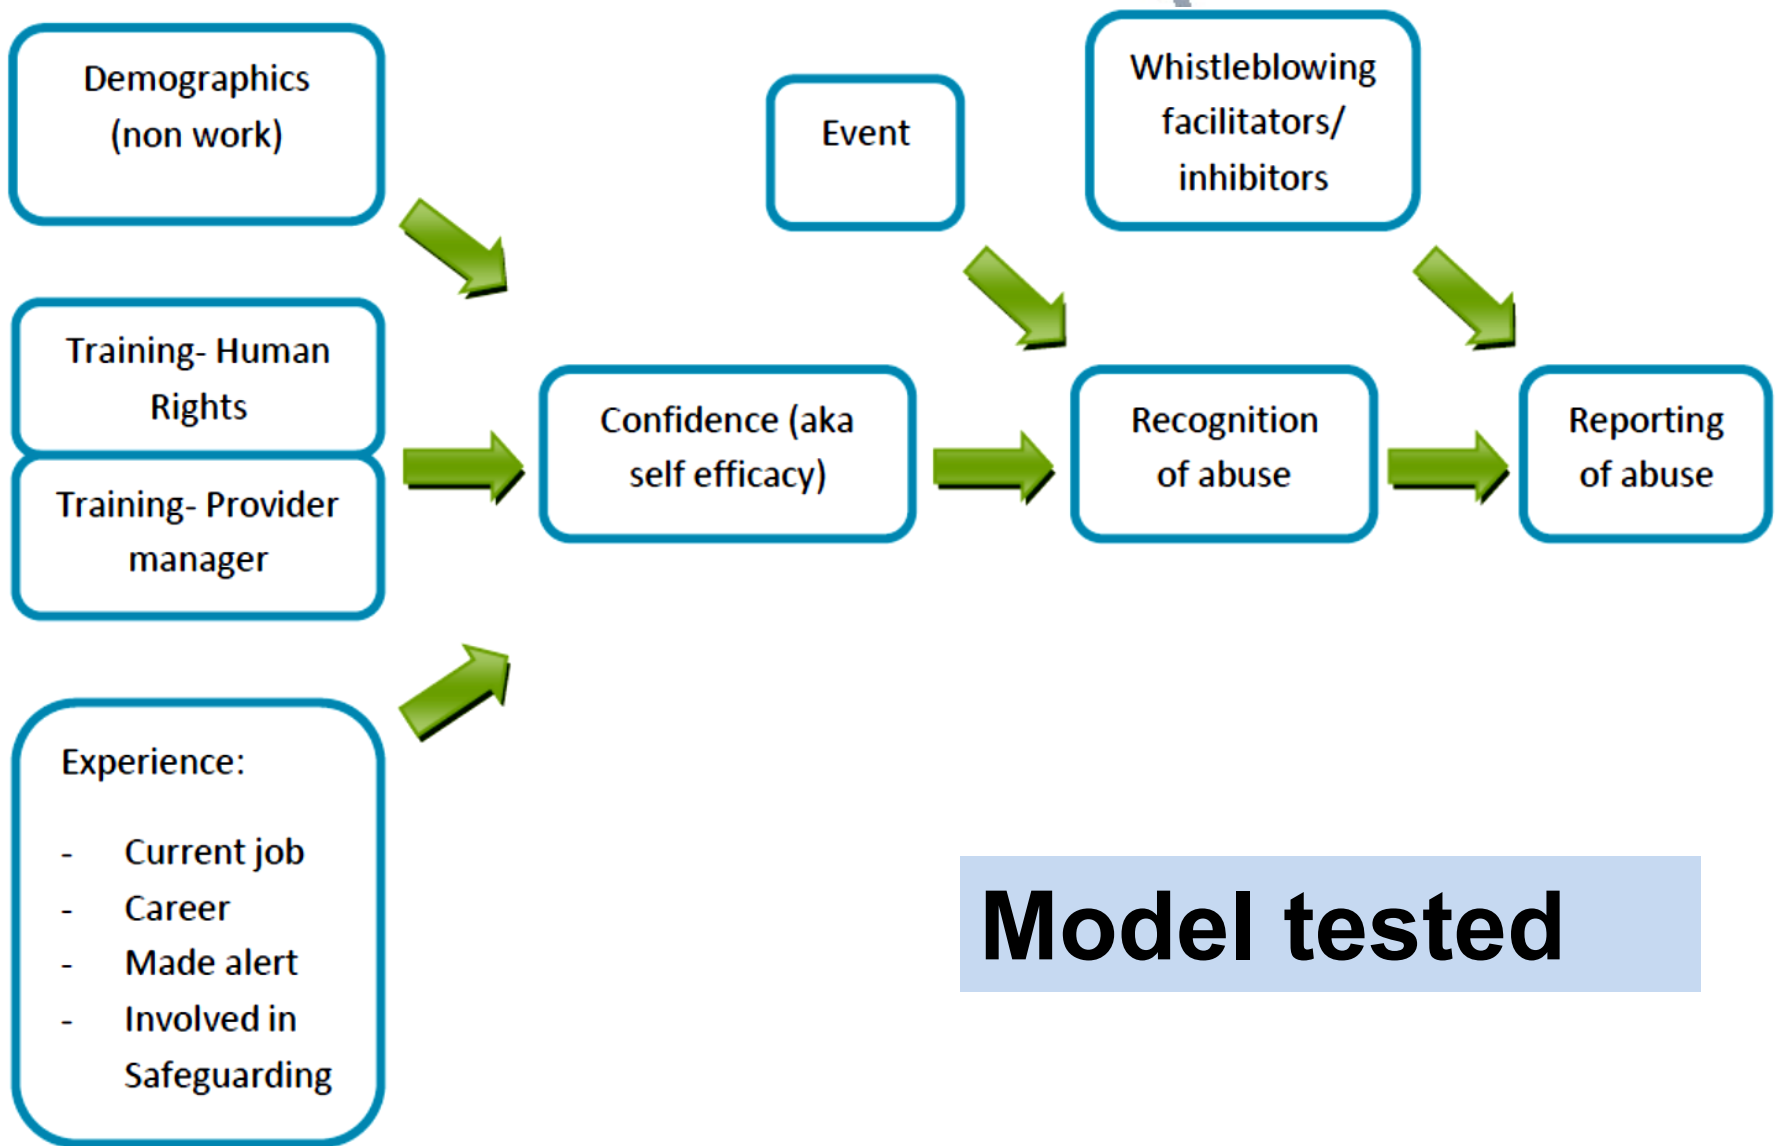 Demographics
(non work)
Training- Human
Rights
Training- Provider
manager
Experience:
- Current job
- Career
- Made alert
- Involved in
Safeguarding
Confidence (aka
self efficacy)
Event
Recognition
of abuse
Whistleblowing
facilitators/
inhibitors
Reporting
of abuse
Model tested